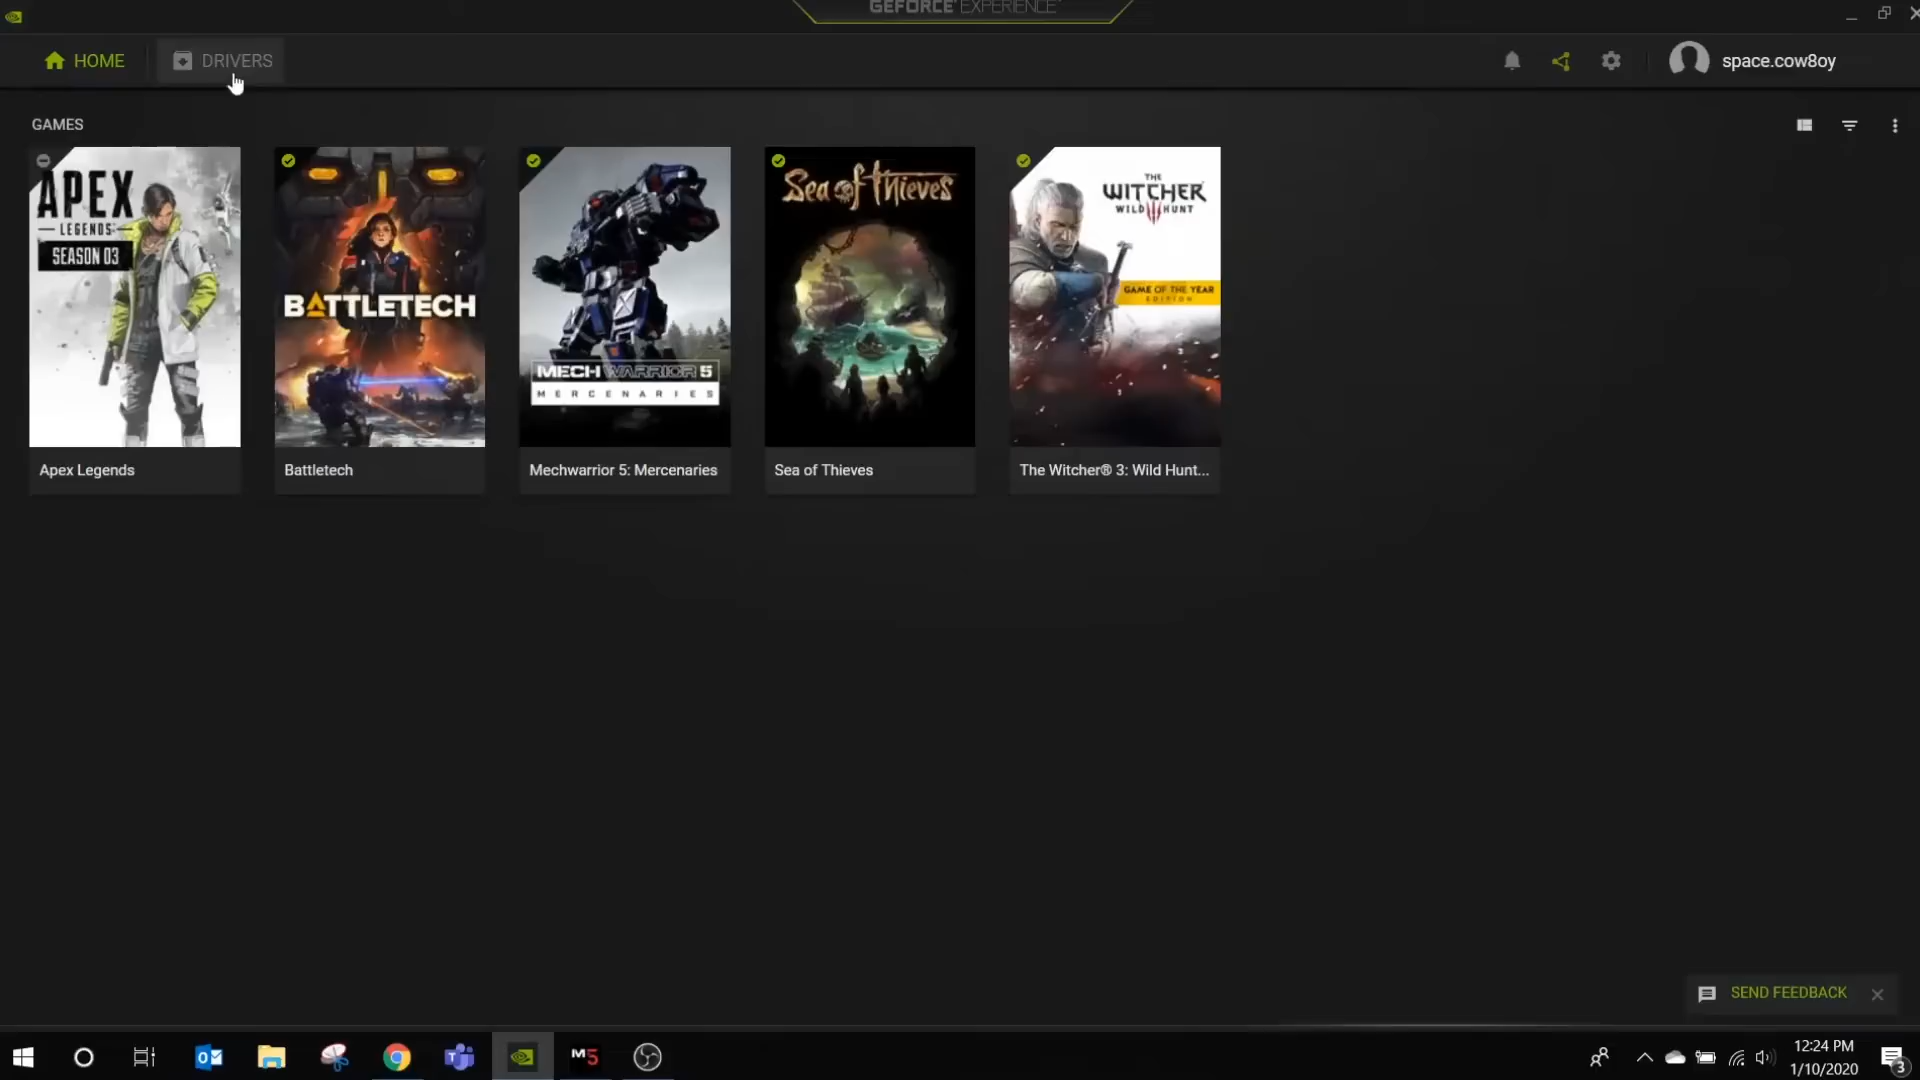 GEFORCE EXPERIENCE
HOME
DRIVERS
space.cow8oy
GAMES
APEX
LEGENDS
SEASON 03
BATTLETECH
MECHWARRIOR 5
MERCENARIES
Sea of Thieves
THE
WITCHER
WILD HUNT
GAME OF THE YEAR
EDITION
Apex Legends
Battletech
Mechwarrior 5: Mercenaries
Sea of Thieves
The Witcher® 3: Wild Hunt...
SEND FEEDBACK
M5
12:24 PM
1/10/2020
3